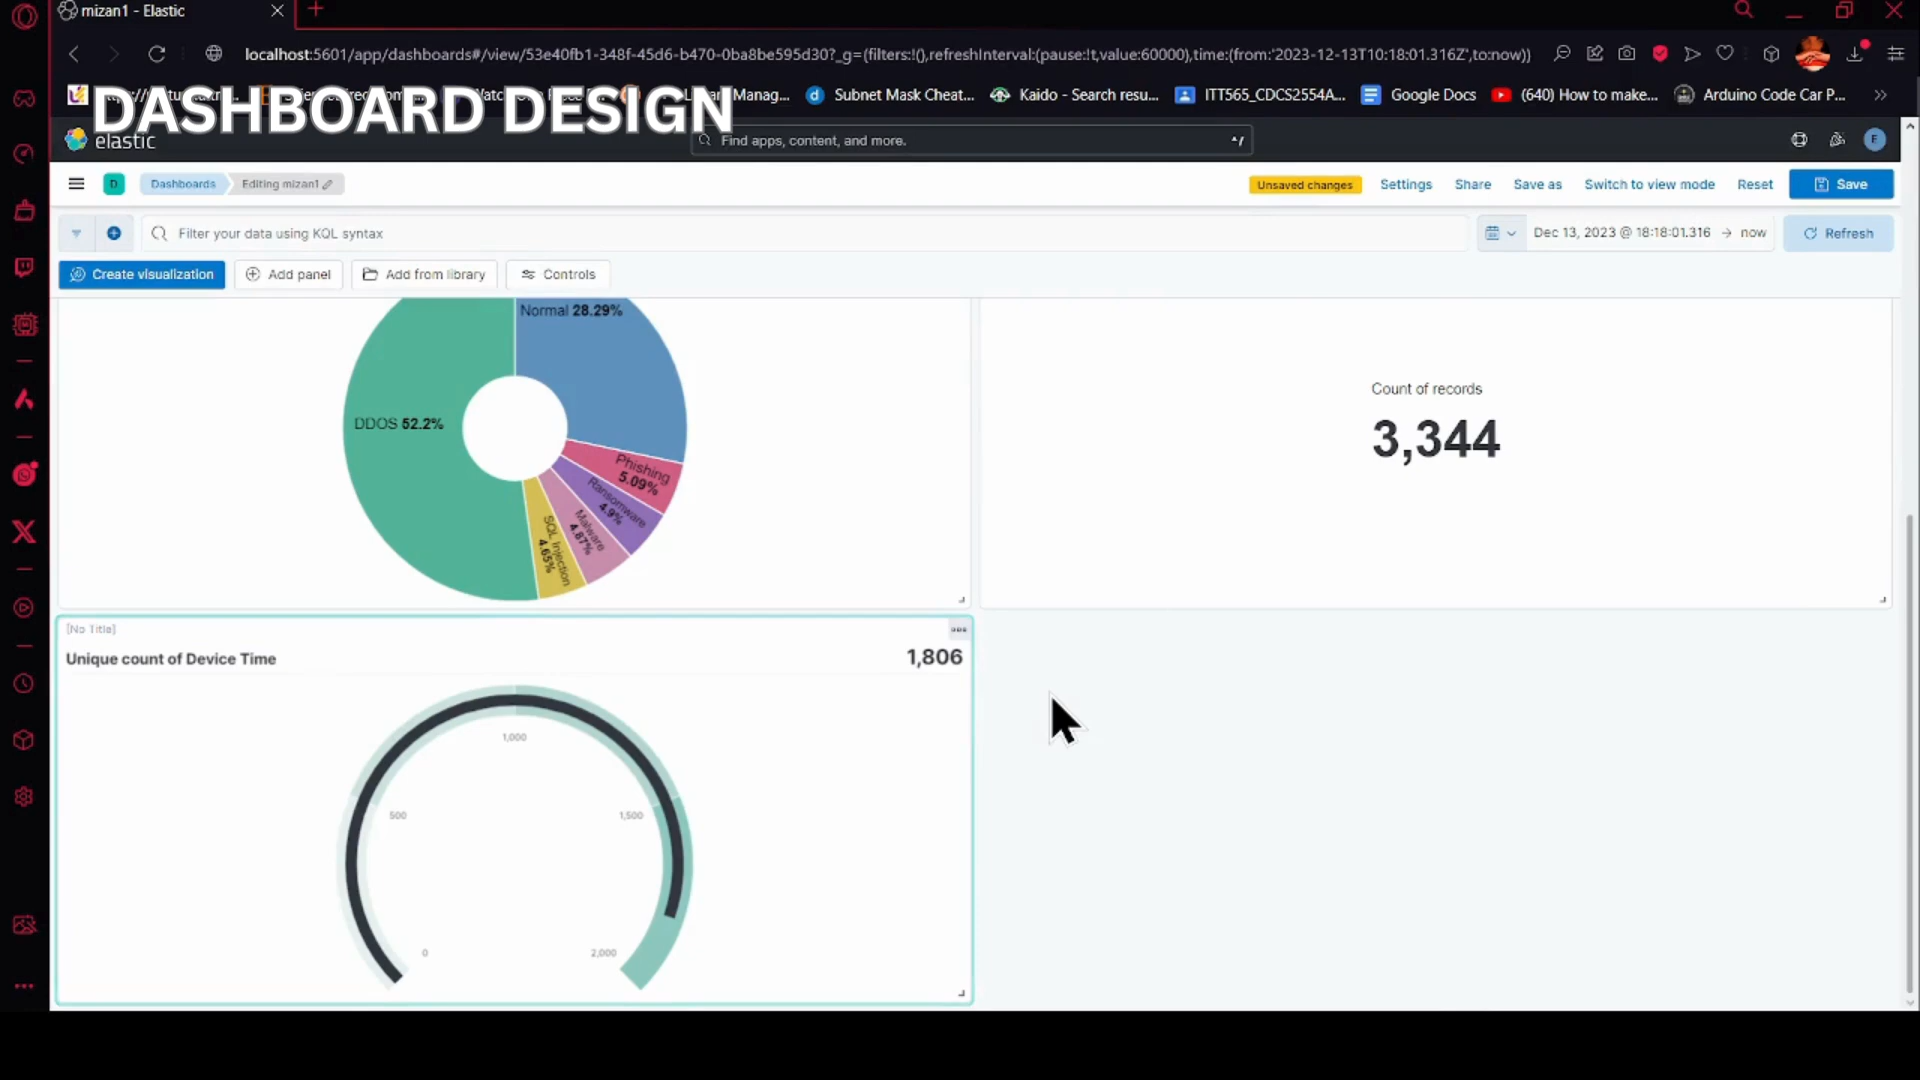 mizan1 - Elastic
localhost:5601/app/dashboards#/view/53e40fb1-348f-45d6-b470-0ba8be595d30?_g=(filters:!(),refreshInterval:(pause:!t,value:60000),time:(from:'2023-12-13T10:18:01.316Z',to:now))
DASHBOARD DESIGN
Manag...
Subnet Mask Cheat...
Kaido - Search resu...
ITT565_CDCS2554A...
Google Docs
(640) How to make...
Arduino Code Car P...
elastic
Find apps, content, and more.
^/
E
D
Dashboards
Editing mizan1
Unsaved changes
Settings
Share
Save as
Switch to view mode
Reset
Save
Filter your data using KQL syntax
Dec 13, 2023 @ 18:18:01.316 → now
Refresh
Create visualization
Add panel
Add from library
Controls
Normal 28.29%
DDOS 52.2%
Phishing
5.09%
Ransomware
4.9%
Malware
4.87%
SQL Injection
4.65%
Count of records
3,344
[No Title]
Unique count of Device Time
1,806
1,000
500
1,500
0
2,000